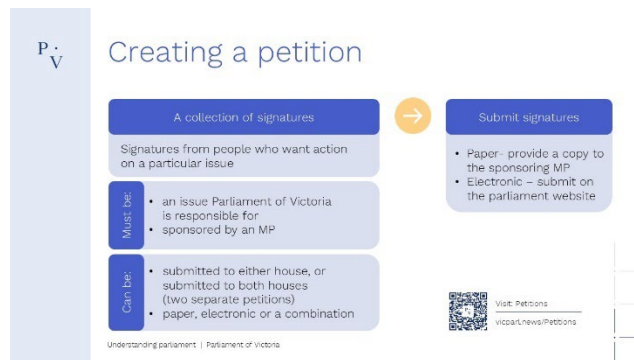 P.
V
Creating a petition
A collection of signatures
Signatures from people who want action
on a particular issue
Must be:
• an issue Parliament of Victoria
is responsible for
• sponsored by an MP
Can be:
• submitted to either house, or
submitted to both houses
(two separate petitions)
• paper, electronic or a combination
Submit signatures
• Paper- provide a copy to
the sponsoring MP
• Electronic – submit on
the parliament website
Visit: Petitions
vicparl.news/Petitions
Understanding parliament | Parliament of Victoria